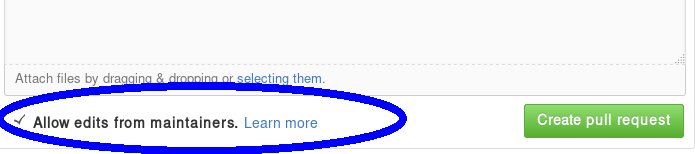 Attach files by dragging & dropping or selecting them.
Allow edits from maintainers. Learn more
Create pull request